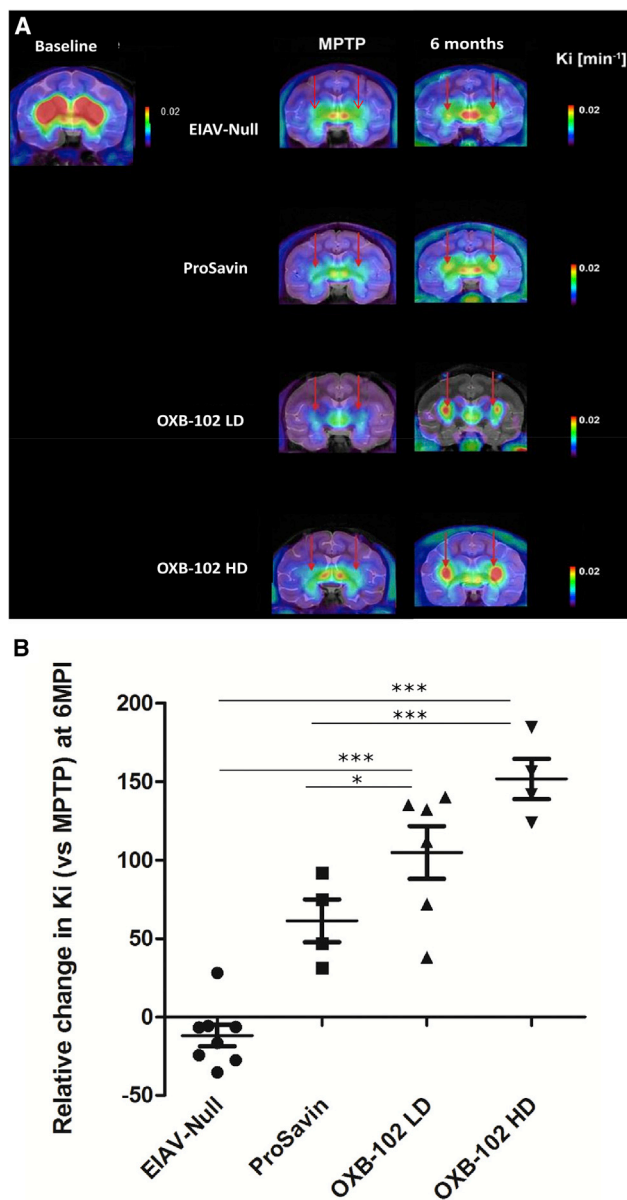 A
Baseline
MPTP
6 months
Ki [min⁻¹]
0.02
0.02
EIAV-Null
ProSavin
0.02
OXB-102 LD
0.02
OXB-102 HD
0.02
B
Relative change in Ki (vs MPTP) at 6MPI
200
150
100
50
0
-50
***
***
***
*
EIAV-Null
ProSavin
OXB-102 LD
OXB-102 HD